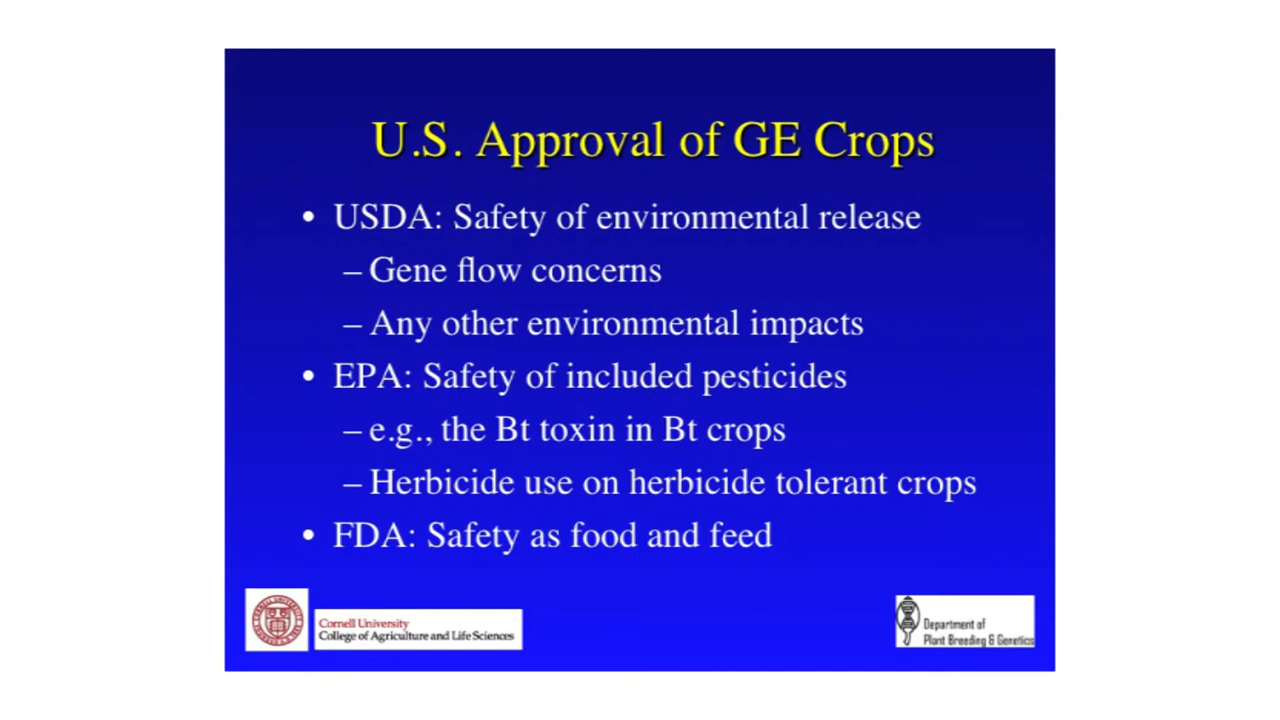 U.S. Approval of GE Crops
• USDA: Safety of environmental release
– Gene flow concerns
– Any other environmental impacts
• EPA: Safety of included pesticides
– e.g., the Bt toxin in Bt crops
– Herbicide use on herbicide tolerant crops
• FDA: Safety as food and feed
Cornell University
College of Agriculture and Life Sciences
Department of
Plant Breeding & Genetics